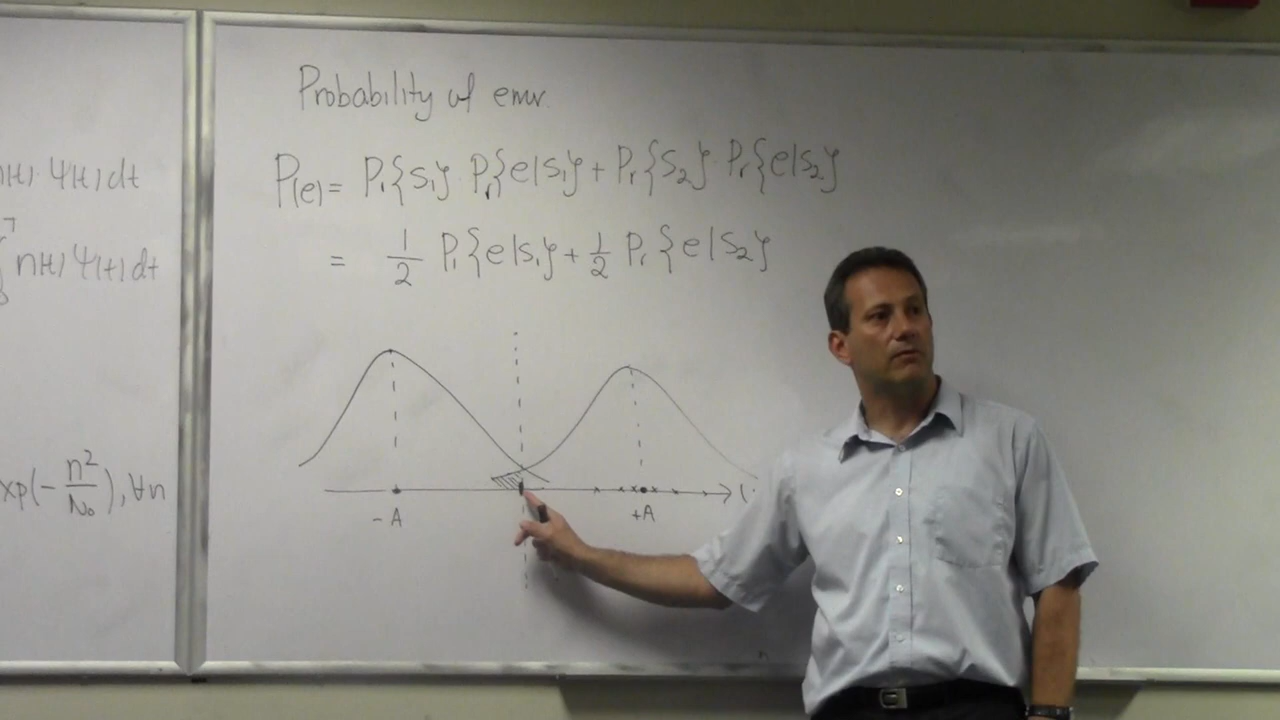 n(t) ψ(t) dt
n(t) ψ(t) dt
xp(- n²/N₀), ∀n
Probability of error
P(e) = Pr{s₁} Pr{e|s₁} + Pr{s₂} Pr{e|s₂}
= 1/2 Pr{e|s₁} + 1/2 Pr{e|s₂}
- A +A